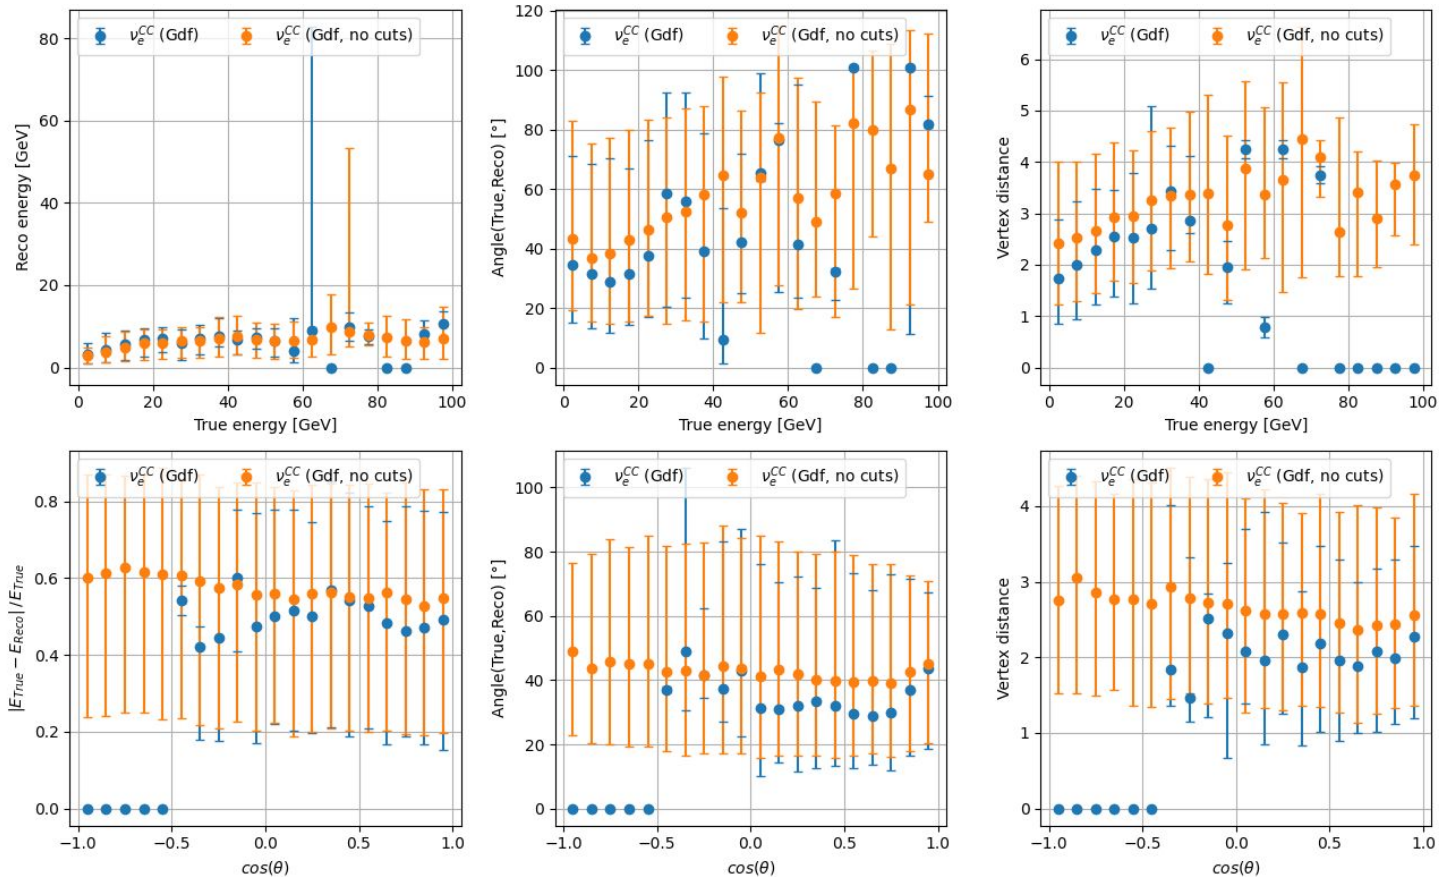 ν_e^CC (Gdf) ν_e^CC (Gdf, no cuts)
80
60
40
20
0
Reco energy [GeV]
0 20 40 60 80 100
True energy [GeV]
ν_e^CC (Gdf) ν_e^CC (Gdf, no cuts)
120
100
80
60
40
20
0
Angle(True,Reco) [°]
0 20 40 60 80 100
True energy [GeV]
ν_e^CC (Gdf) ν_e^CC (Gdf, no cuts)
6
5
4
3
2
1
0
Vertex distance
0 20 40 60 80 100
True energy [GeV]
ν_e^CC (Gdf) ν_e^CC (Gdf, no cuts)
0.8
0.6
0.4
0.2
0.0
|E_True − E_Reco| / E_True
−1.0 −0.5 0.0 0.5 1.0
cos(θ)
ν_e^CC (Gdf) ν_e^CC (Gdf, no cuts)
100
80
60
40
20
0
Angle(True,Reco) [°]
−1.0 −0.5 0.0 0.5 1.0
cos(θ)
ν_e^CC (Gdf) ν_e^CC (Gdf, no cuts)
4
3
2
1
0
Vertex distance
−1.0 −0.5 0.0 0.5 1.0
cos(θ)